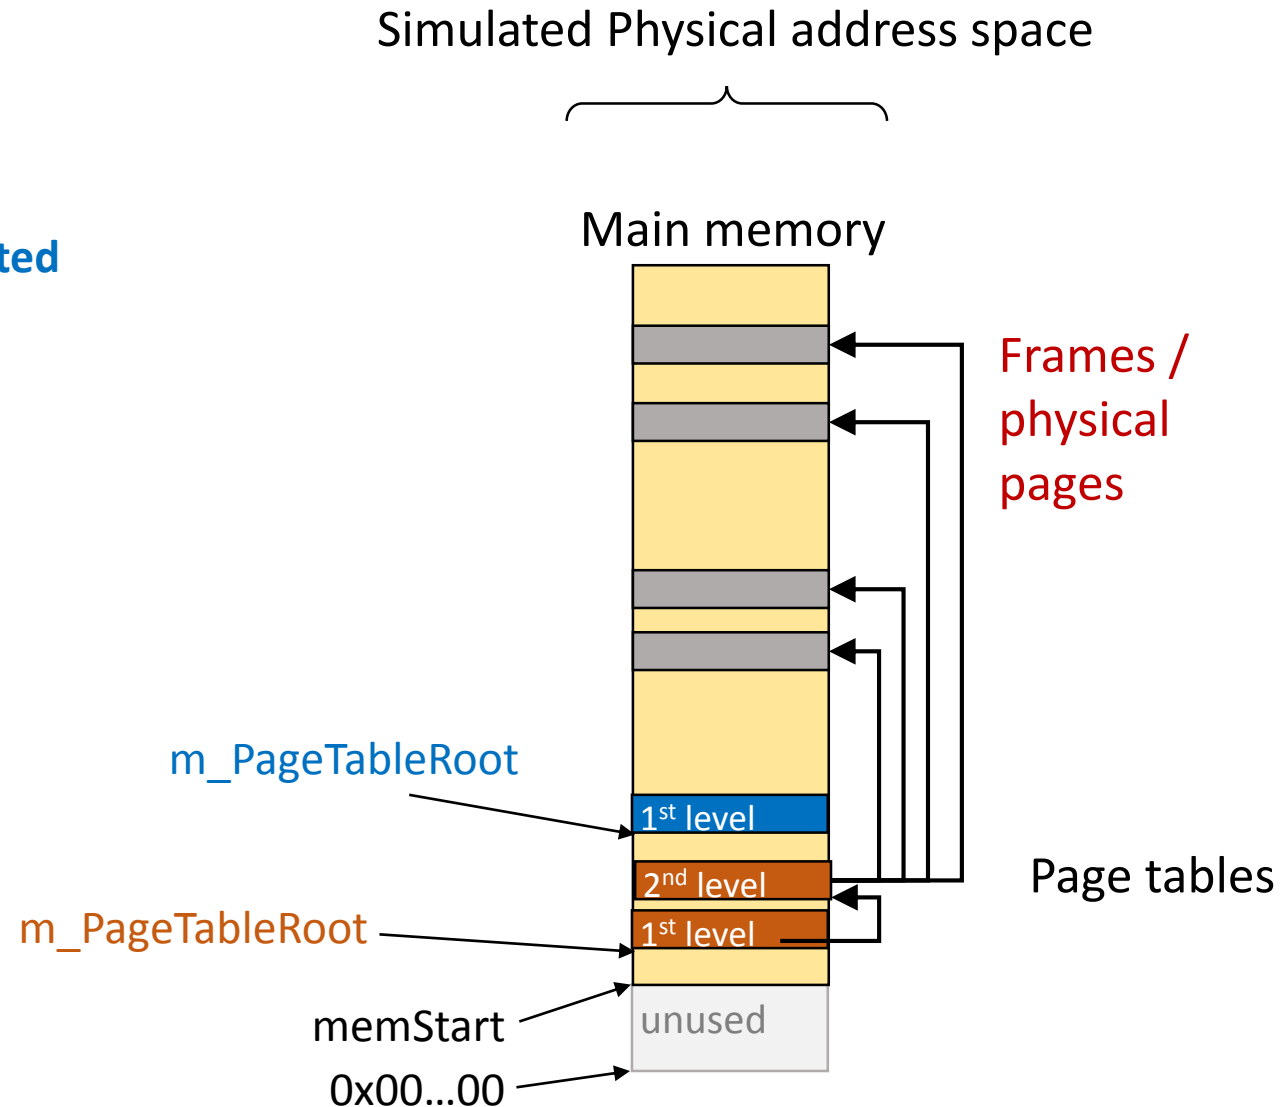 Simulated Physical address space
Main memory
ted
Frames /
physical
pages
m_PageTableRoot
1st level
2nd level
Page tables
m_PageTableRoot
1st level
memStart
unused
0x00...00